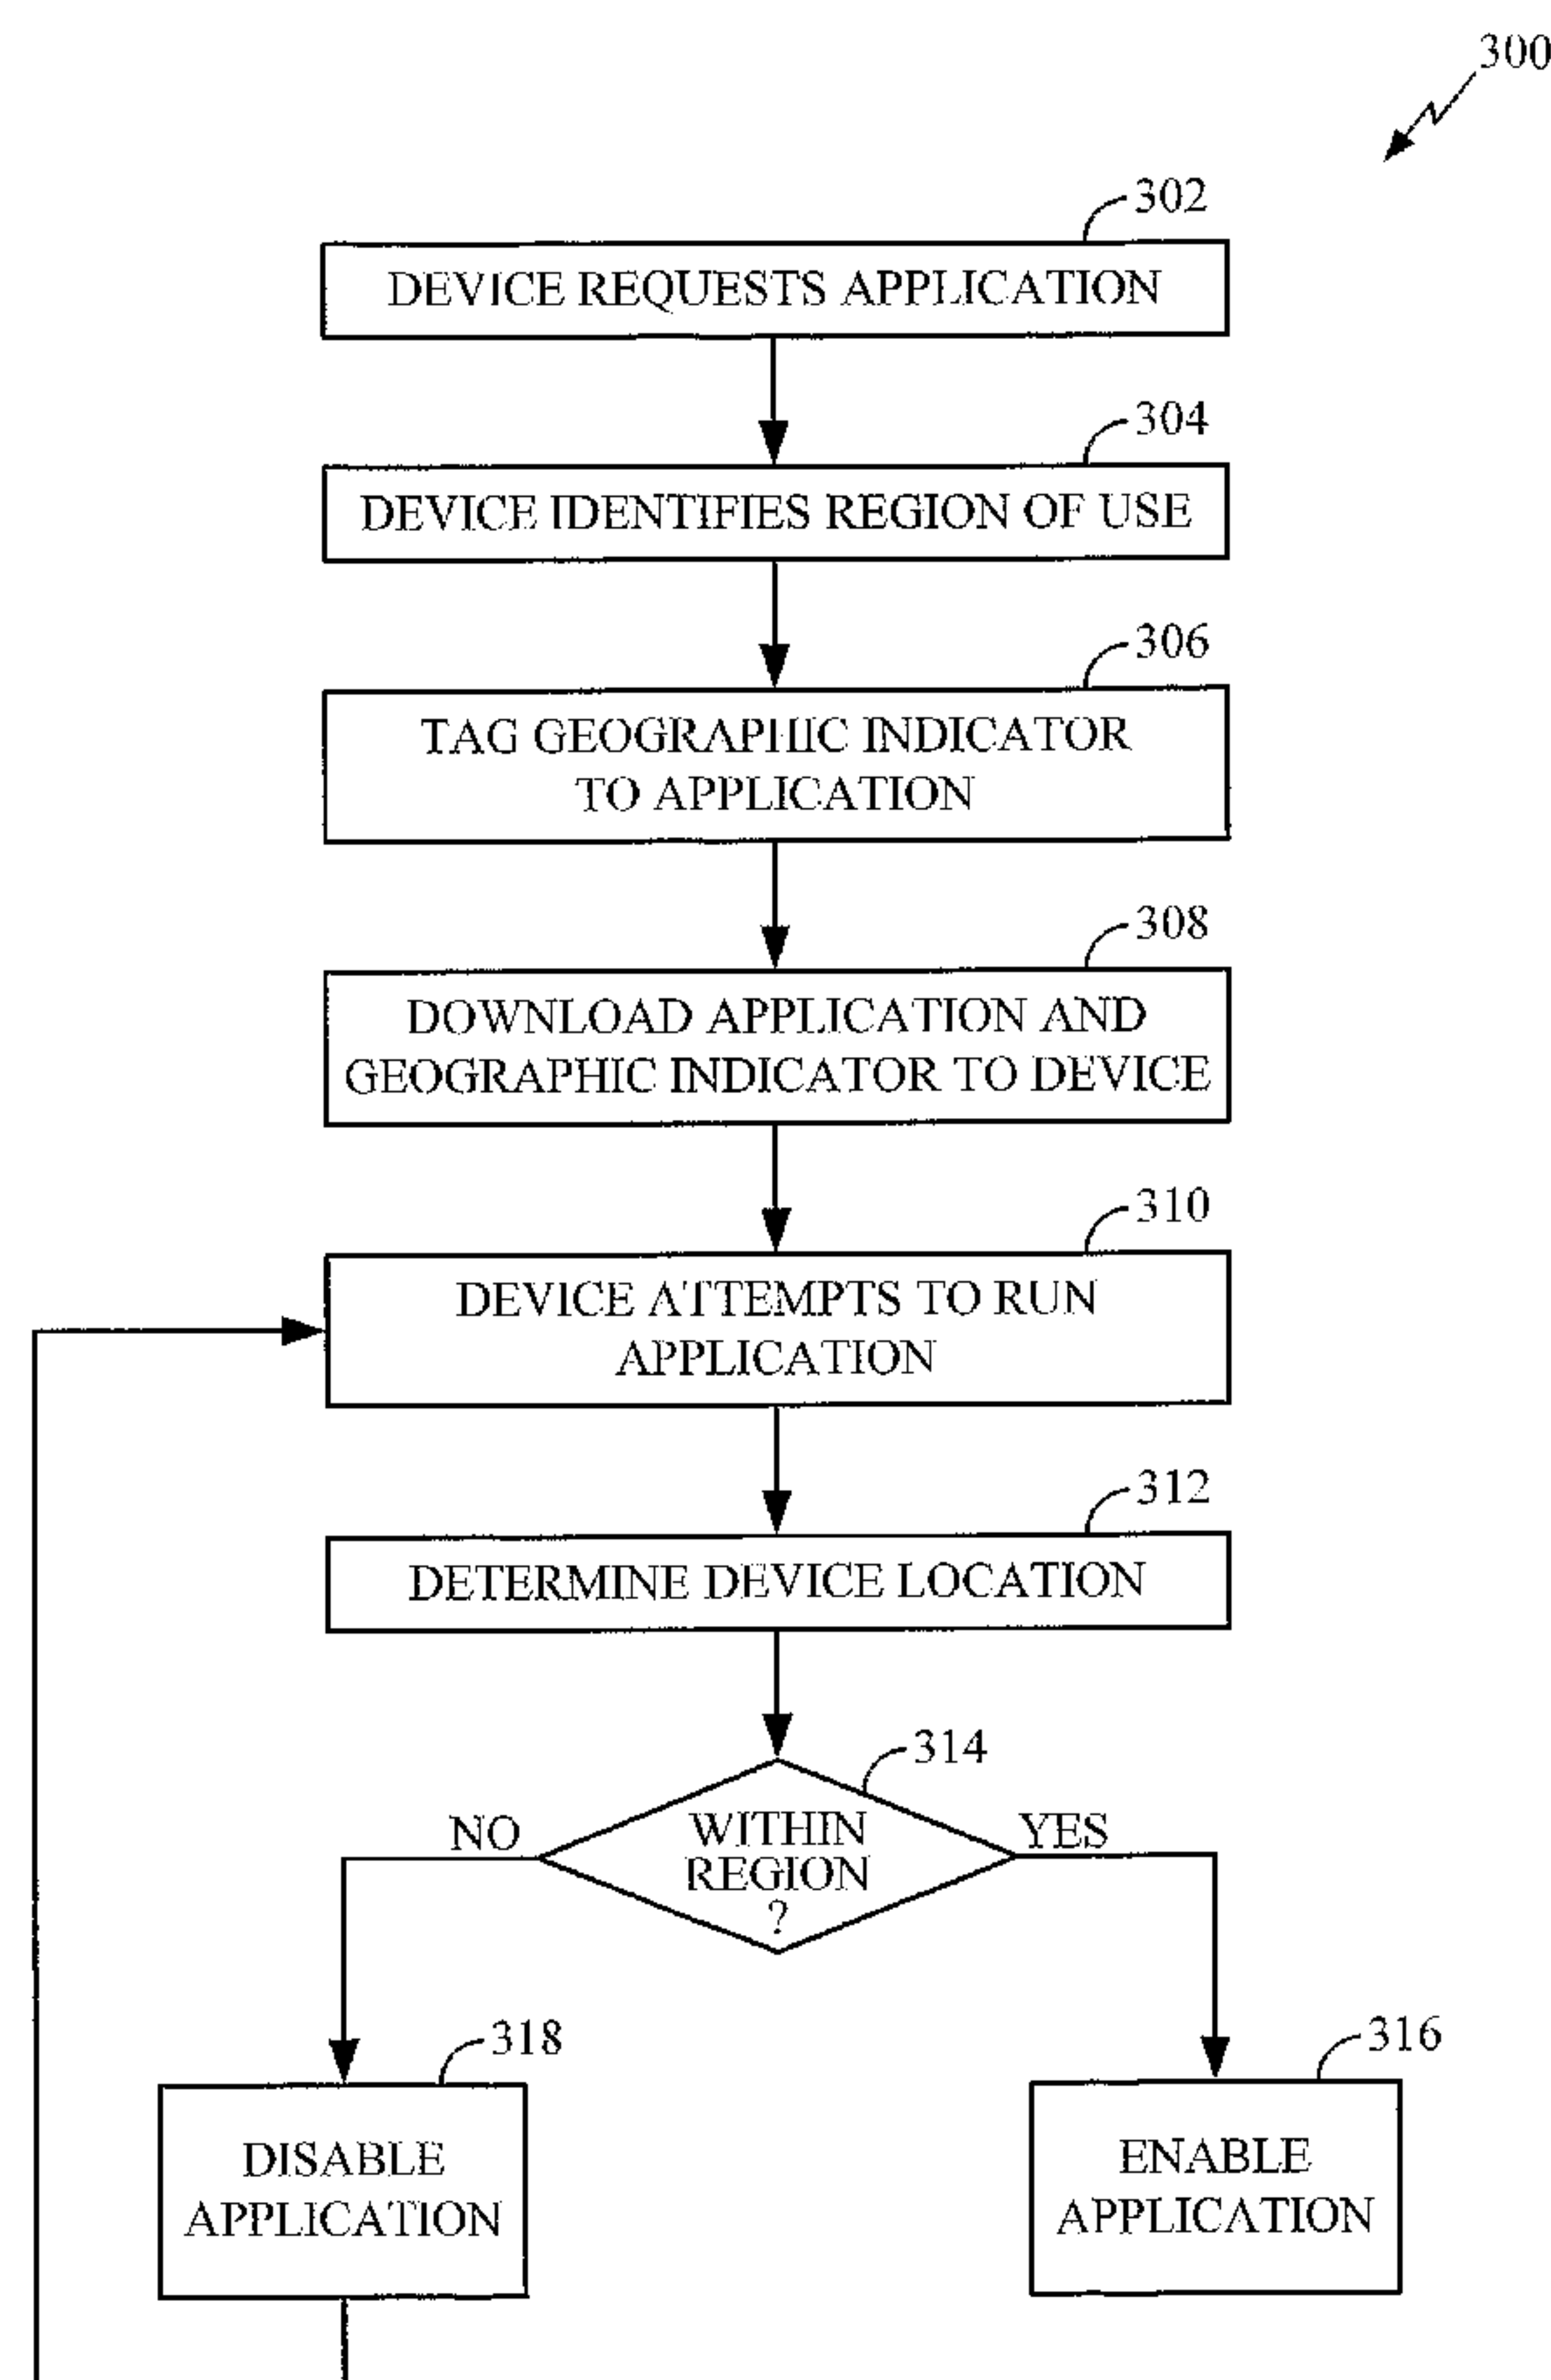 300
302
DEVICE REQUESTS APPLICATION
304
DEVICE IDENTIFIES REGION OF USE
306
TAG GEOGRAPHIC INDICATOR
TO APPLICATION
308
DOWNLOAD APPLICATION AND
GEOGRAPHIC INDICATOR TO DEVICE
310
DEVICE ATTEMPTS TO RUN
APPLICATION
312
DETERMINE DEVICE LOCATION
314
NO
WITHIN
REGION
?
YES
318
DISABLE
APPLICATION
316
ENABLE
APPLICATION